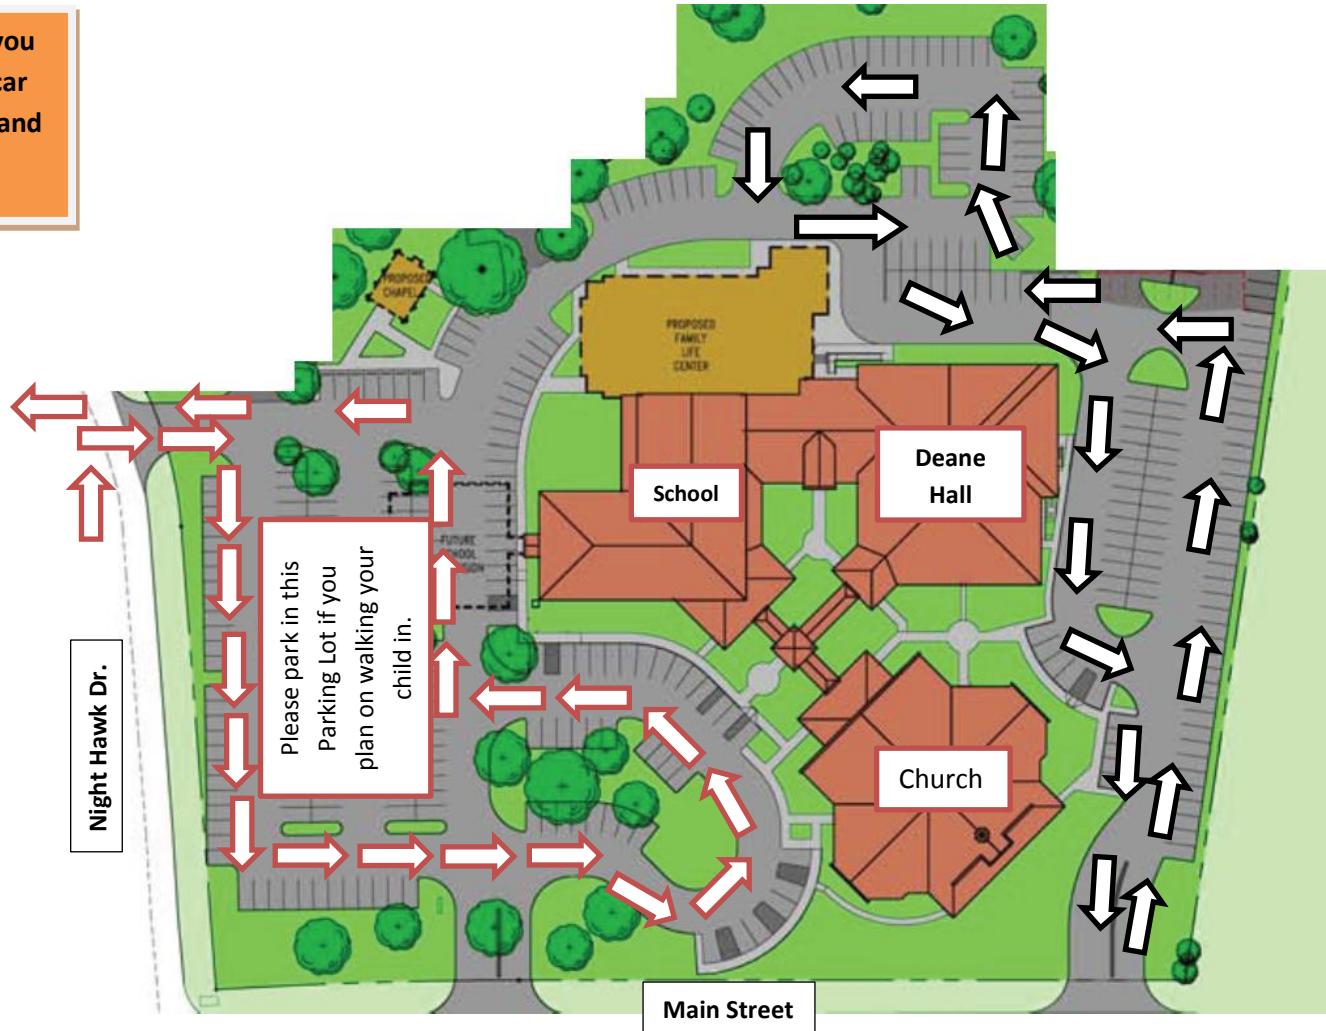 you
car
and
PROPOSED
CHAPEL
PROPOSED
FAMILY
LIFE
CENTER
Deane
Hall
School
FUTURE
SCHOOL
Please park in this
Parking Lot if you
plan on walking your
child in.
Night Hawk Dr.
Church
Main Street